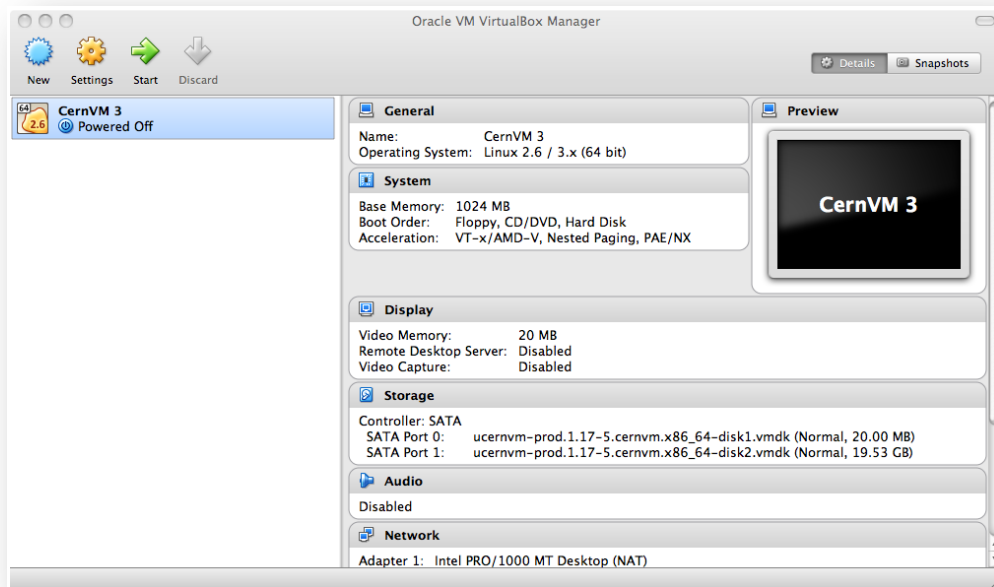 Oracle VM VirtualBox Manager
New Settings Start Discard
Details Snapshots
64
2.6
CernVM 3
Powered Off
General
Name: CernVM 3
Operating System: Linux 2.6 / 3.x (64 bit)
System
Base Memory: 1024 MB
Boot Order: Floppy, CD/DVD, Hard Disk
Acceleration: VT-x/AMD-V, Nested Paging, PAE/NX
Preview
CernVM 3
Display
Video Memory: 20 MB
Remote Desktop Server: Disabled
Video Capture: Disabled
Storage
Controller: SATA
SATA Port 0: ucernvm-prod.1.17-5.cernvm.x86_64-disk1.vmdk (Normal, 20.00 MB)
SATA Port 1: ucernvm-prod.1.17-5.cernvm.x86_64-disk2.vmdk (Normal, 19.53 GB)
Audio
Disabled
Network
Adapter 1: Intel PRO/1000 MT Desktop (NAT)